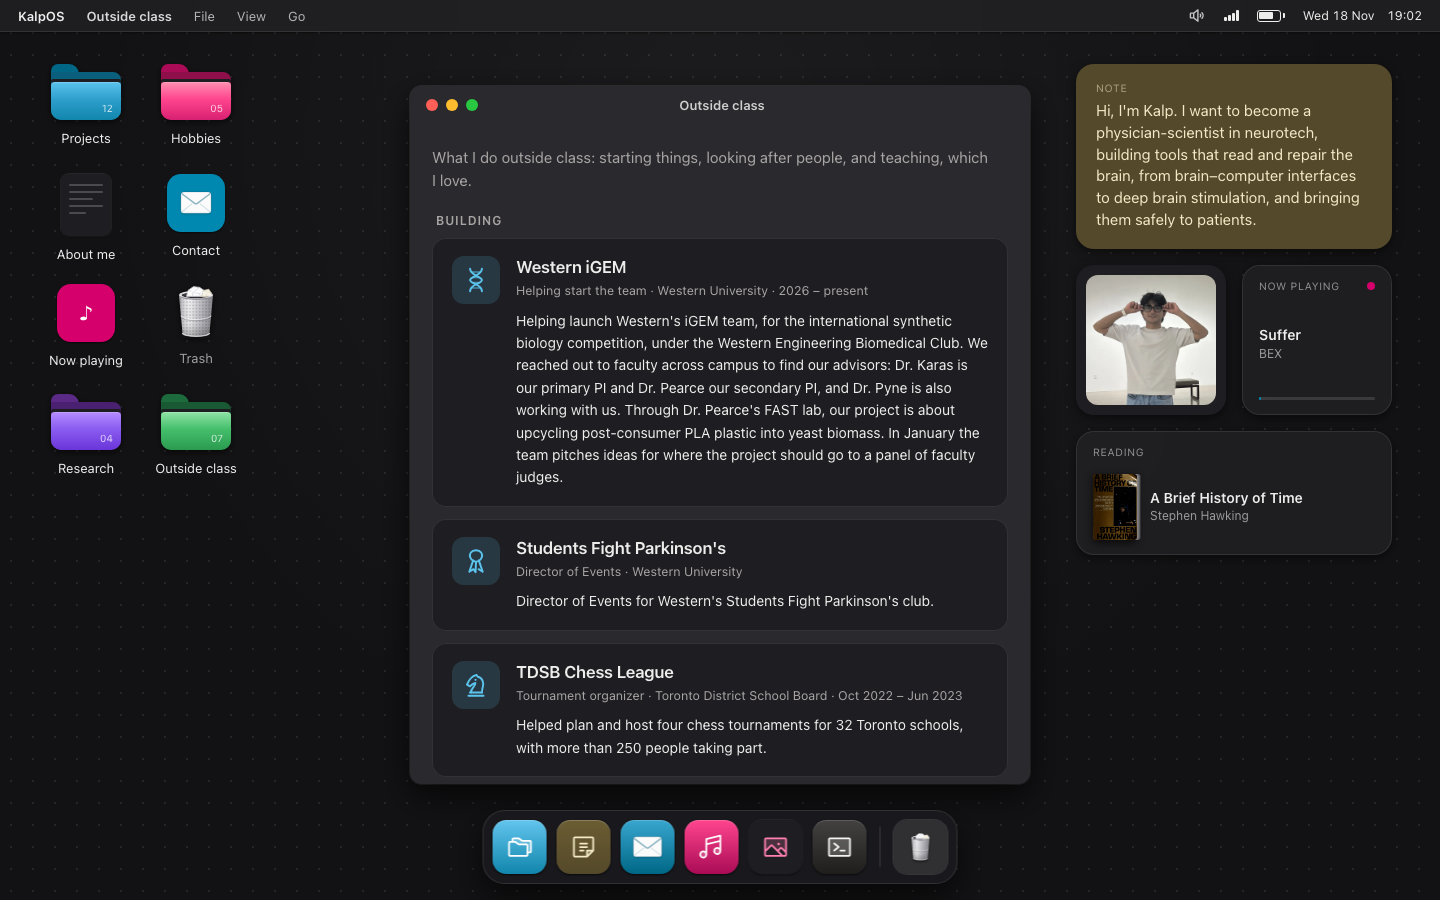 KalpOS Outside class File View Go
Wed 18 Nov 19:02
12
Projects
05
Hobbies
About me
Contact
Now playing
Trash
04
Research
07
Outside class
Outside class
What I do outside class: starting things, looking after people, and teaching, which
I love.
BUILDING
Western iGEM
Helping start the team · Western University · 2026 – present
Helping launch Western's iGEM team, for the international synthetic
biology competition, under the Western Engineering Biomedical Club. We
reached out to faculty across campus to find our advisors: Dr. Karas is
our primary PI and Dr. Pearce our secondary PI, and Dr. Pyne is also
working with us. Through Dr. Pearce's FAST lab, our project is about
upcycling post-consumer PLA plastic into yeast biomass. In January the
team pitches ideas for where the project should go to a panel of faculty
judges.
Students Fight Parkinson's
Director of Events · Western University
Director of Events for Western's Students Fight Parkinson's club.
TDSB Chess League
Tournament organizer · Toronto District School Board · Oct 2022 – Jun 2023
Helped plan and host four chess tournaments for 32 Toronto schools,
with more than 250 people taking part.
NOTE
Hi, I'm Kalp. I want to become a
physician-scientist in neurotech,
building tools that read and repair the
brain, from brain–computer interfaces
to deep brain stimulation, and bringing
them safely to patients.
NOW PLAYING
Suffer
BEX
READING
A BRIEF
HISTORY OF
TIME
STEPHEN
HAWKING
A Brief History of Time
Stephen Hawking